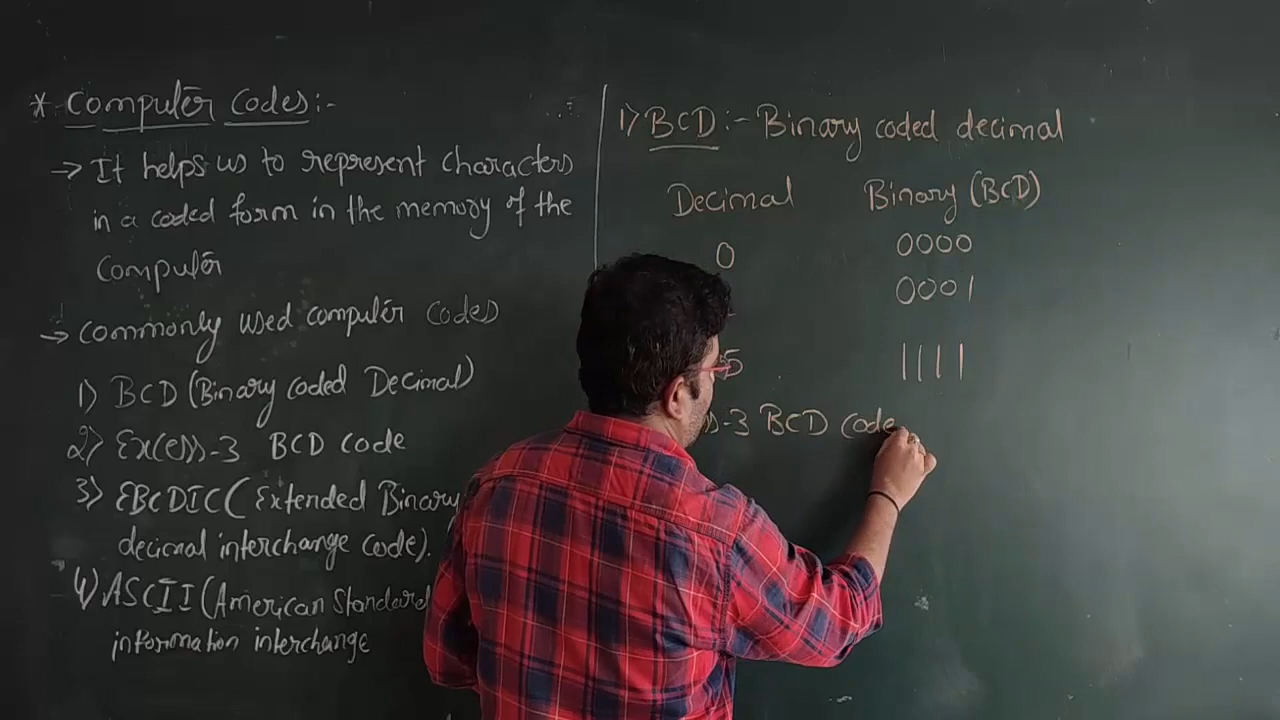 * Computer Codes:-
→ It helps us to represent characters
in a coded form in the memory of the
Computer
→ Commonly used computer codes
1) BCD (Binary coded Decimal)
2) Excess-3 BCD code
3) EBCDIC (Extended Binary
decimal interchange code).
4) ASCII (American Standard
information interchange
1) BCD:- Binary coded decimal
Decimal Binary (BCD)
0 0000
0001
5 1111
-3 BCD code